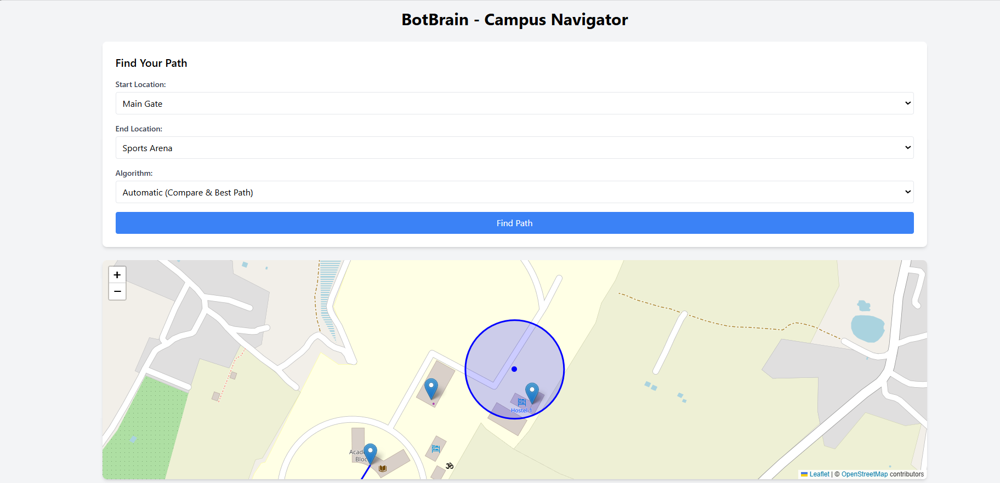 BotBrain - Campus Navigator
Find Your Path
Start Location:
Main Gate
End Location:
Sports Arena
Algorithm:
Automatic (Compare & Best Path)
Find Path
+
−
Hostel-1
Acad
Bloc
ॐ
Leaflet | © OpenStreetMap contributors